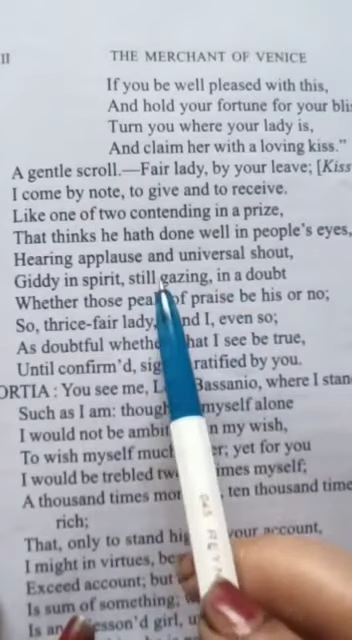 II THE MERCHANT OF VENICE
If you be well pleased with this,
And hold your fortune for your
Turn you where your lady is,
And claim her with a loving kiss.”
A gentle scroll.—Fair lady, by your leave; [Kiss
I come by note, to give and to receive.
Like one of two contending in a prize,
That thinks he hath done well in people's eyes,
Hearing applause and universal shout,
Giddy in spirit, still gazing, in a doubt
Whether those of praise be his or no;
So, thrice-fair lady, I, even so;
As doubtful I see be true,
Until confirm'd, ratified by you.
ORTIA : You see me, Bassanio, where I
Such as I am: myself alone
I would not be in my wish,
To wish myself yet for you
I would be trebled myself;
A thousand times ten thousand
rich;
That, only to stand your account,
I might in virtues,
Exceed account; but
Is sum of something;
Is an girl,
045 REY